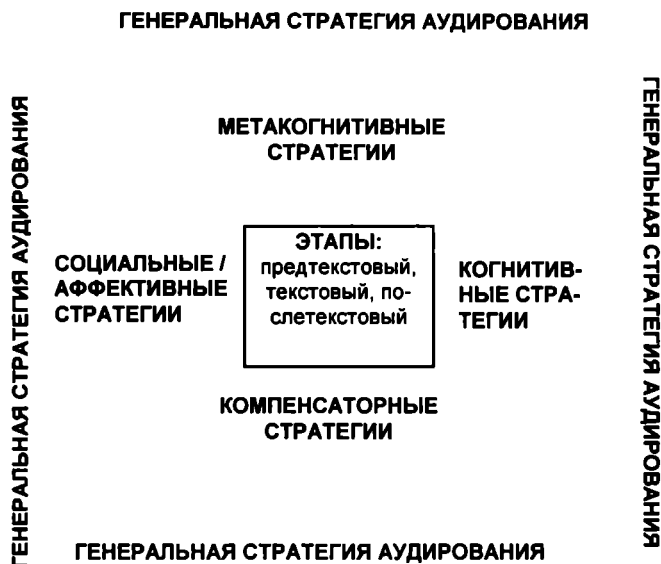 ГЕНЕРАЛЬНАЯ СТРАТЕГИЯ АУДИРОВАНИЯ
ГЕНЕРАЛЬНАЯ СТРАТЕГИЯ АУДИРОВАНИЯ
МЕТАКОГНИТИВНЫЕ
СТРАТЕГИИ
СОЦИАЛЬНЫЕ /
АФФЕКТИВНЫЕ
СТРАТЕГИИ
ЭТАПЫ:
предтекстовый,
текстовый, по-
слетекстовый
КОГНИТИВ-
НЫЕ СТРА-
ТЕГИИ
КОМПЕНСАТОРНЫЕ
СТРАТЕГИИ
ГЕНЕРАЛЬНАЯ СТРАТЕГИЯ АУДИРОВАНИЯ
ГЕНЕРАЛЬНАЯ СТРАТЕГИЯ АУДИРОВАНИЯ